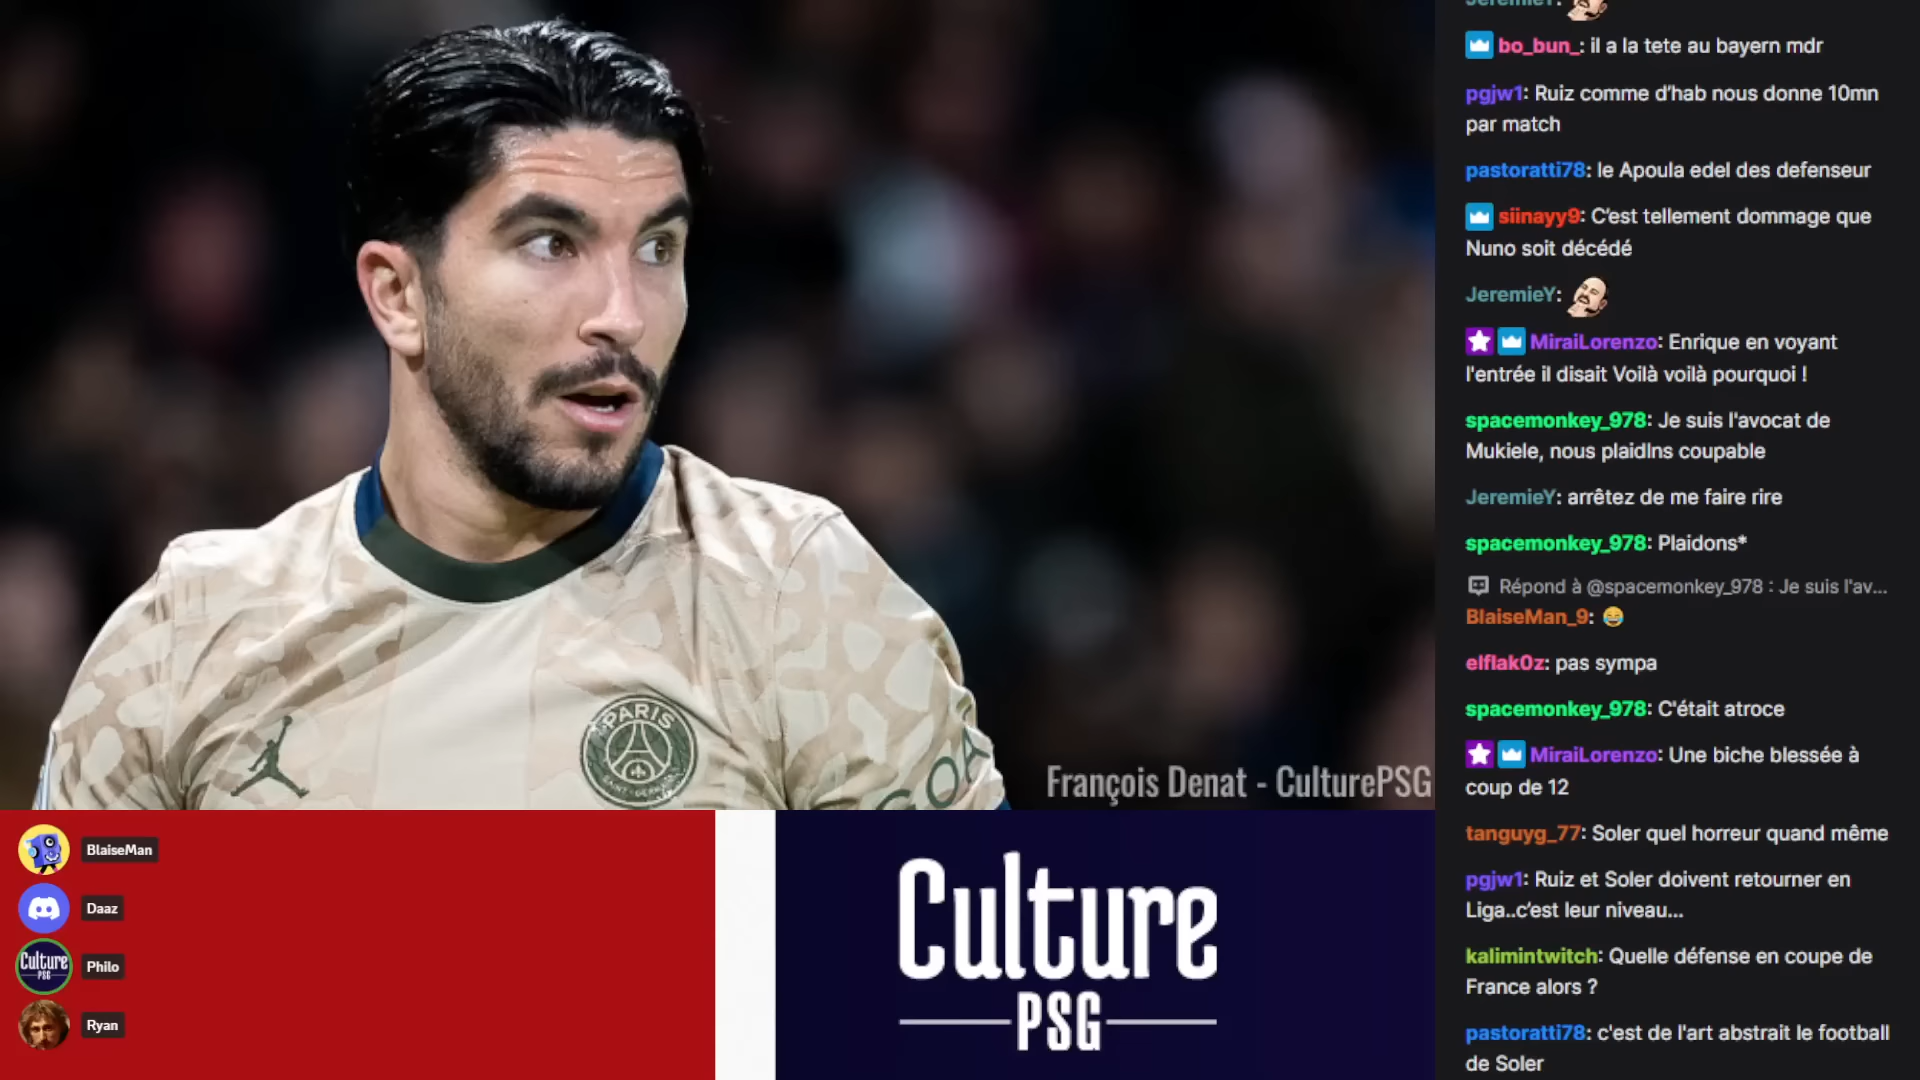 PARIS
SAINT-GERMAIN
GOA
François Denat - CulturePSG
BlaiseMan
Daaz
Culture
PSG
Philo
Ryan
Culture
PSG
JeremieY:
bo_bun_: il a la tete au bayern mdr
pgjw1: Ruiz comme d’hab nous donne 10mn
par match
pastoratti78: le Apoula edel des defenseur
siinayy9: C’est tellement dommage que
Nuno soit décédé
JeremieY:
MiraiLorenzo: Enrique en voyant
l'entrée il disait Voilà voilà pourquoi !
spacemonkey_978: Je suis l'avocat de
Mukiele, nous plaidlns coupable
JeremieY: arrêtez de me faire rire
spacemonkey_978: Plaidons*
Répond à @spacemonkey_978 : Je suis l'av...
BlaiseMan_9: 😂
elflak0z: pas sympa
spacemonkey_978: C'était atroce
MiraiLorenzo: Une biche blessée à
coup de 12
tanguyg_77: Soler quel horreur quand même
pgjw1: Ruiz et Soler doivent retourner en
Liga..c’est leur niveau...
kalimintwitch: Quelle défense en coupe de
France alors ?
pastoratti78: c'est de l'art abstrait le football
de Soler